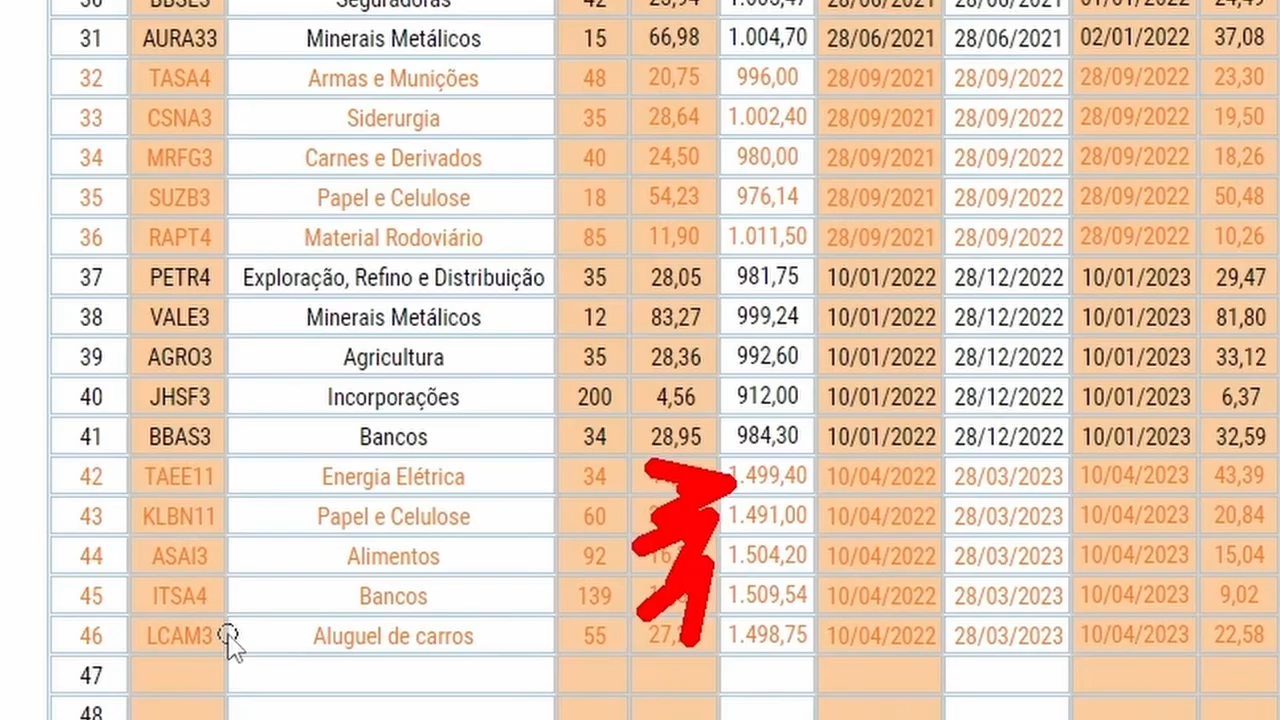 31 AURA33 Minerais Metálicos 15 66,98 1.004,70 28/06/2021 28/06/2021 02/01/2022 37,08
32 TASA4 Armas e Munições 48 20,75 996,00 28/09/2021 28/09/2022 28/09/2022 23,30
33 CSNA3 Siderurgia 35 28,64 1.002,40 28/09/2021 28/09/2022 28/09/2022 19,50
34 MRFG3 Carnes e Derivados 40 24,50 980,00 28/09/2021 28/09/2022 28/09/2022 18,26
35 SUZB3 Papel e Celulose 18 54,23 976,14 28/09/2021 28/09/2022 28/09/2022 50,48
36 RAPT4 Material Rodoviário 85 11,90 1.011,50 28/09/2021 28/09/2022 28/09/2022 10,26
37 PETR4 Exploração, Refino e Distribuição 35 28,05 981,75 10/01/2022 28/12/2022 10/01/2023 29,47
38 VALE3 Minerais Metálicos 12 83,27 999,24 10/01/2022 28/12/2022 10/01/2023 81,80
39 AGRO3 Agricultura 35 28,36 992,60 10/01/2022 28/12/2022 10/01/2023 33,12
40 JHSF3 Incorporações 200 4,56 912,00 10/01/2022 28/12/2022 10/01/2023 6,37
41 BBAS3 Bancos 34 28,95 984,30 10/01/2022 28/12/2022 10/01/2023 32,59
42 TAEE11 Energia Elétrica 34 1.499,40 10/04/2022 28/03/2023 10/04/2023 43,39
43 KLBN11 Papel e Celulose 60 1.491,00 10/04/2022 28/03/2023 10/04/2023 20,84
44 ASAI3 Alimentos 92 1.504,20 10/04/2022 28/03/2023 10/04/2023 15,04
45 ITSA4 Bancos 139 1.509,54 10/04/2022 28/03/2023 10/04/2023 9,02
46 LCAM3 Aluguel de carros 55 1.498,75 10/04/2022 28/03/2023 10/04/2023 22,58
47
48